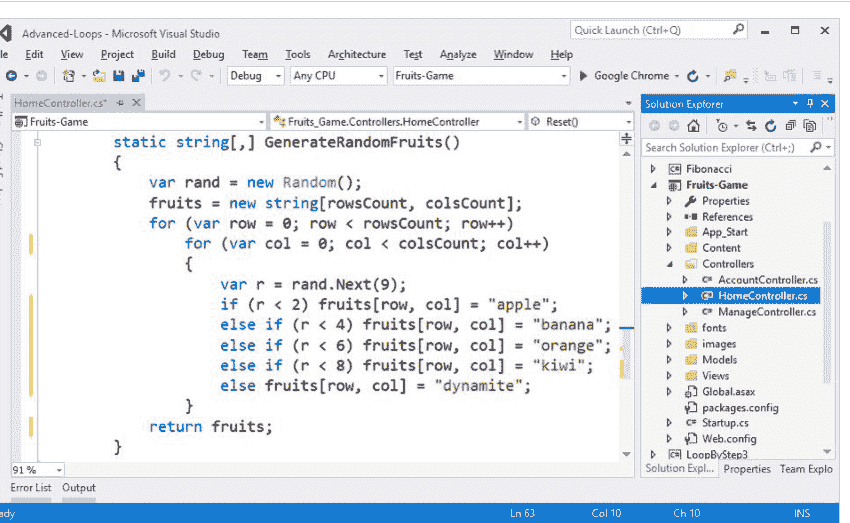 Advanced-Loops - Microsoft Visual Studio
Quick Launch (Ctrl+Q)
Edit View Project Build Debug Team Tools Architecture Test Analyze Window Help
Debug Any CPU Fruits-Game Google Chrome
HomeController.cs*
Fruits-Game Fruits_Game.Controllers.HomeController Reset()
static string[,] GenerateRandomFruits()
{
var rand = new Random();
fruits = new string[rowsCount, colsCount];
for (var row = 0; row < rowsCount; row++)
for (var col = 0; col < colsCount; col++)
{
var r = rand.Next(9);
if (r < 2) fruits[row, col] = "apple";
else if (r < 4) fruits[row, col] = "banana";
else if (r < 6) fruits[row, col] = "orange";
else if (r < 8) fruits[row, col] = "kiwi";
else fruits[row, col] = "dynamite";
}
return fruits;
}
91 %
Error List Output
Solution Explorer
Search Solution Explorer (Ctrl+;)
Fibonacci
Fruits-Game
Properties
References
App_Start
Content
Controllers
AccountController.cs
HomeController.cs
ManageController.cs
fonts
images
Models
Views
Global.asax
packages.config
Startup.cs
Web.config
LoopByStep3
Solution Expl... Properties Team Explo
Ln 63 Col 10 Ch 10 INS